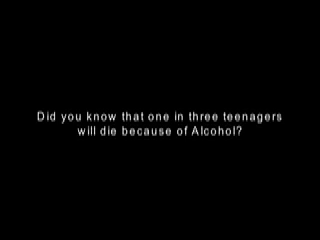 Did you know that one in three teenagers
will die because of Alcohol?